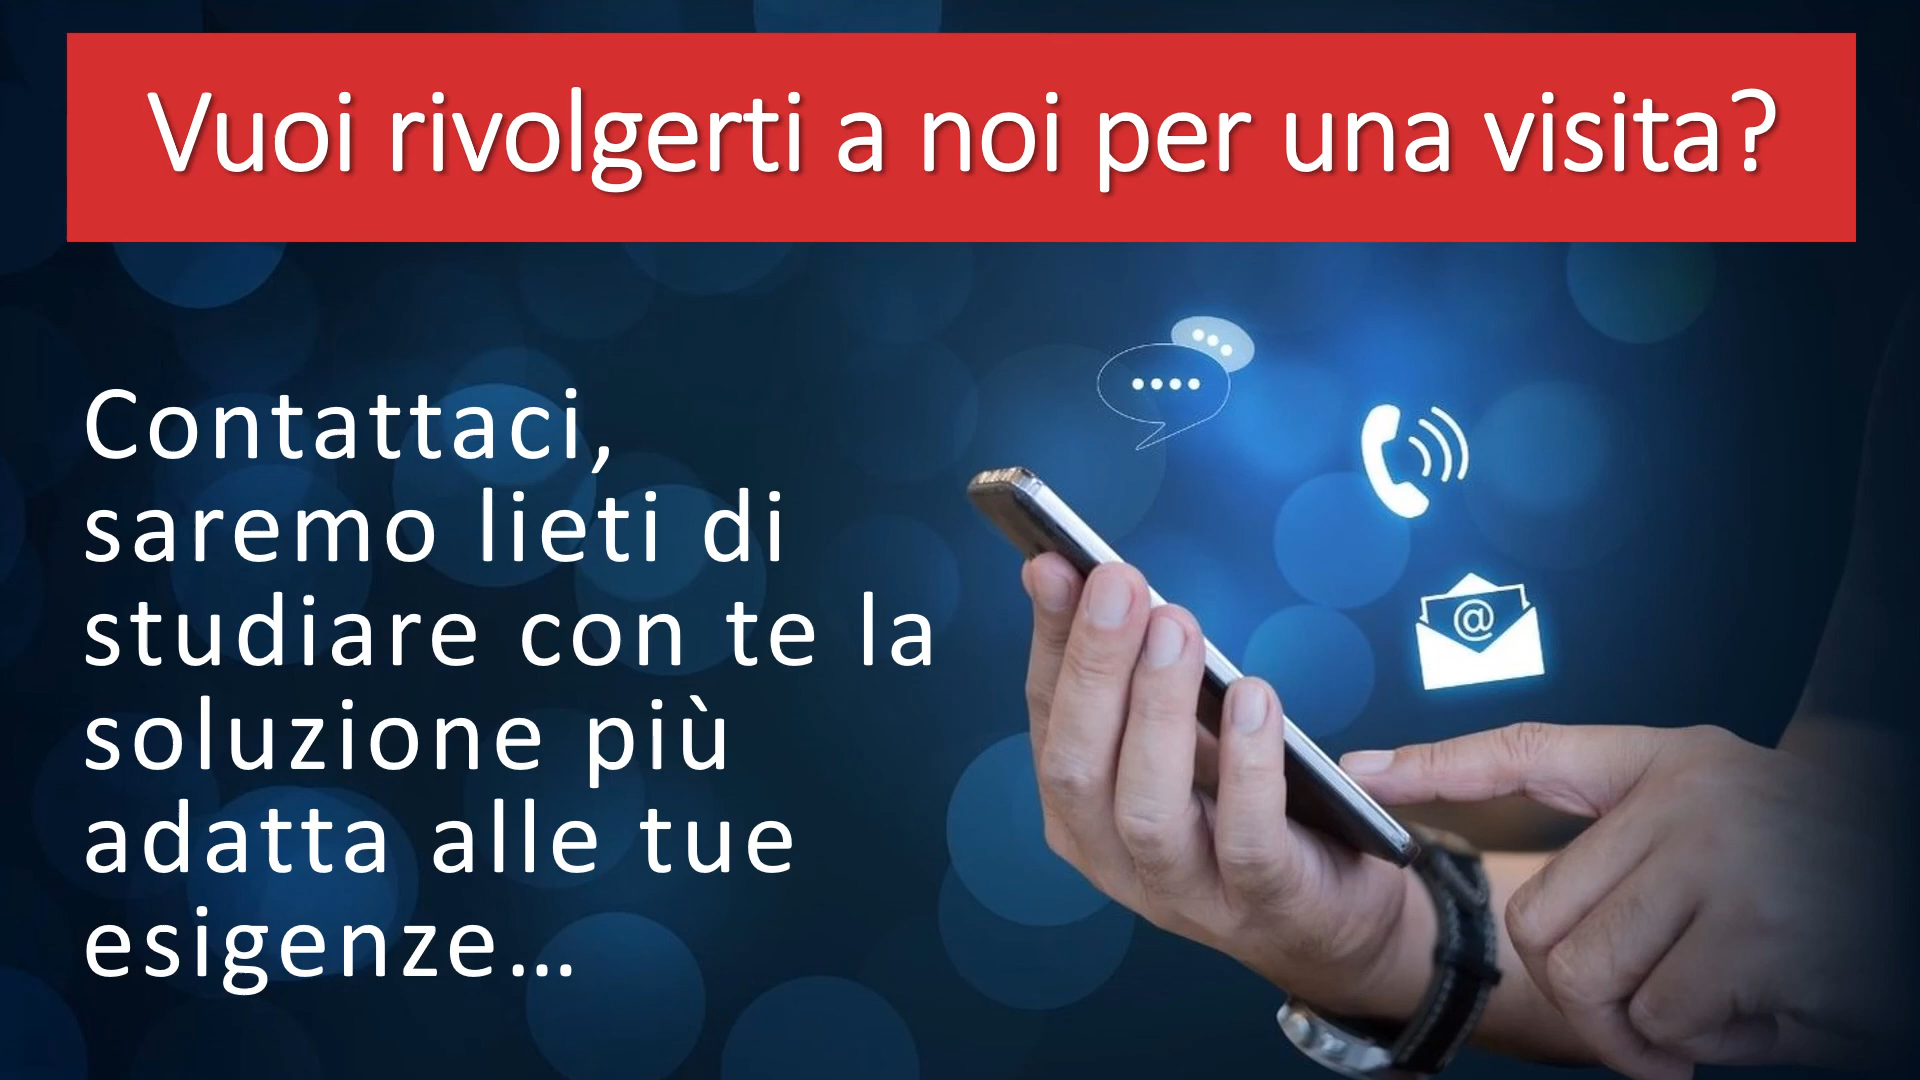 Vuoi rivolgerti a noi per una visita?
Contattaci,
saremo lieti di
studiare con te la
soluzione più
adatta alle tue
esigenze…
@